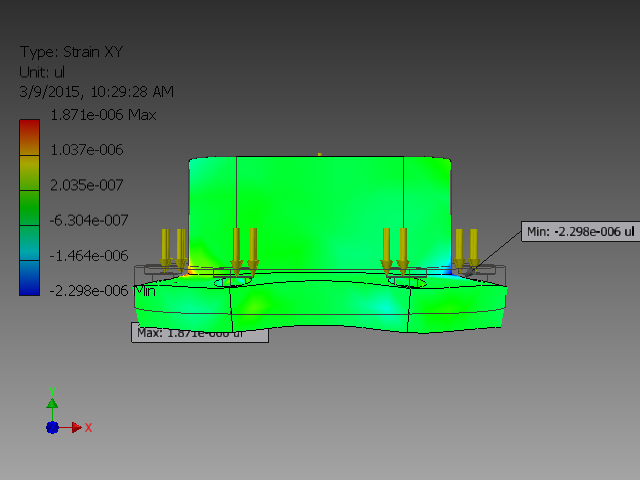 Type: Strain XY
Unit: ul
3/9/2015, 10:29:28 AM
1.871e-006 Max
1.037e-006
2.035e-007
-6.304e-007
-1.464e-006
-2.298e-006 Min
Min: -2.298e-006 ul
Max: 1.871e-006 ul
Y
X